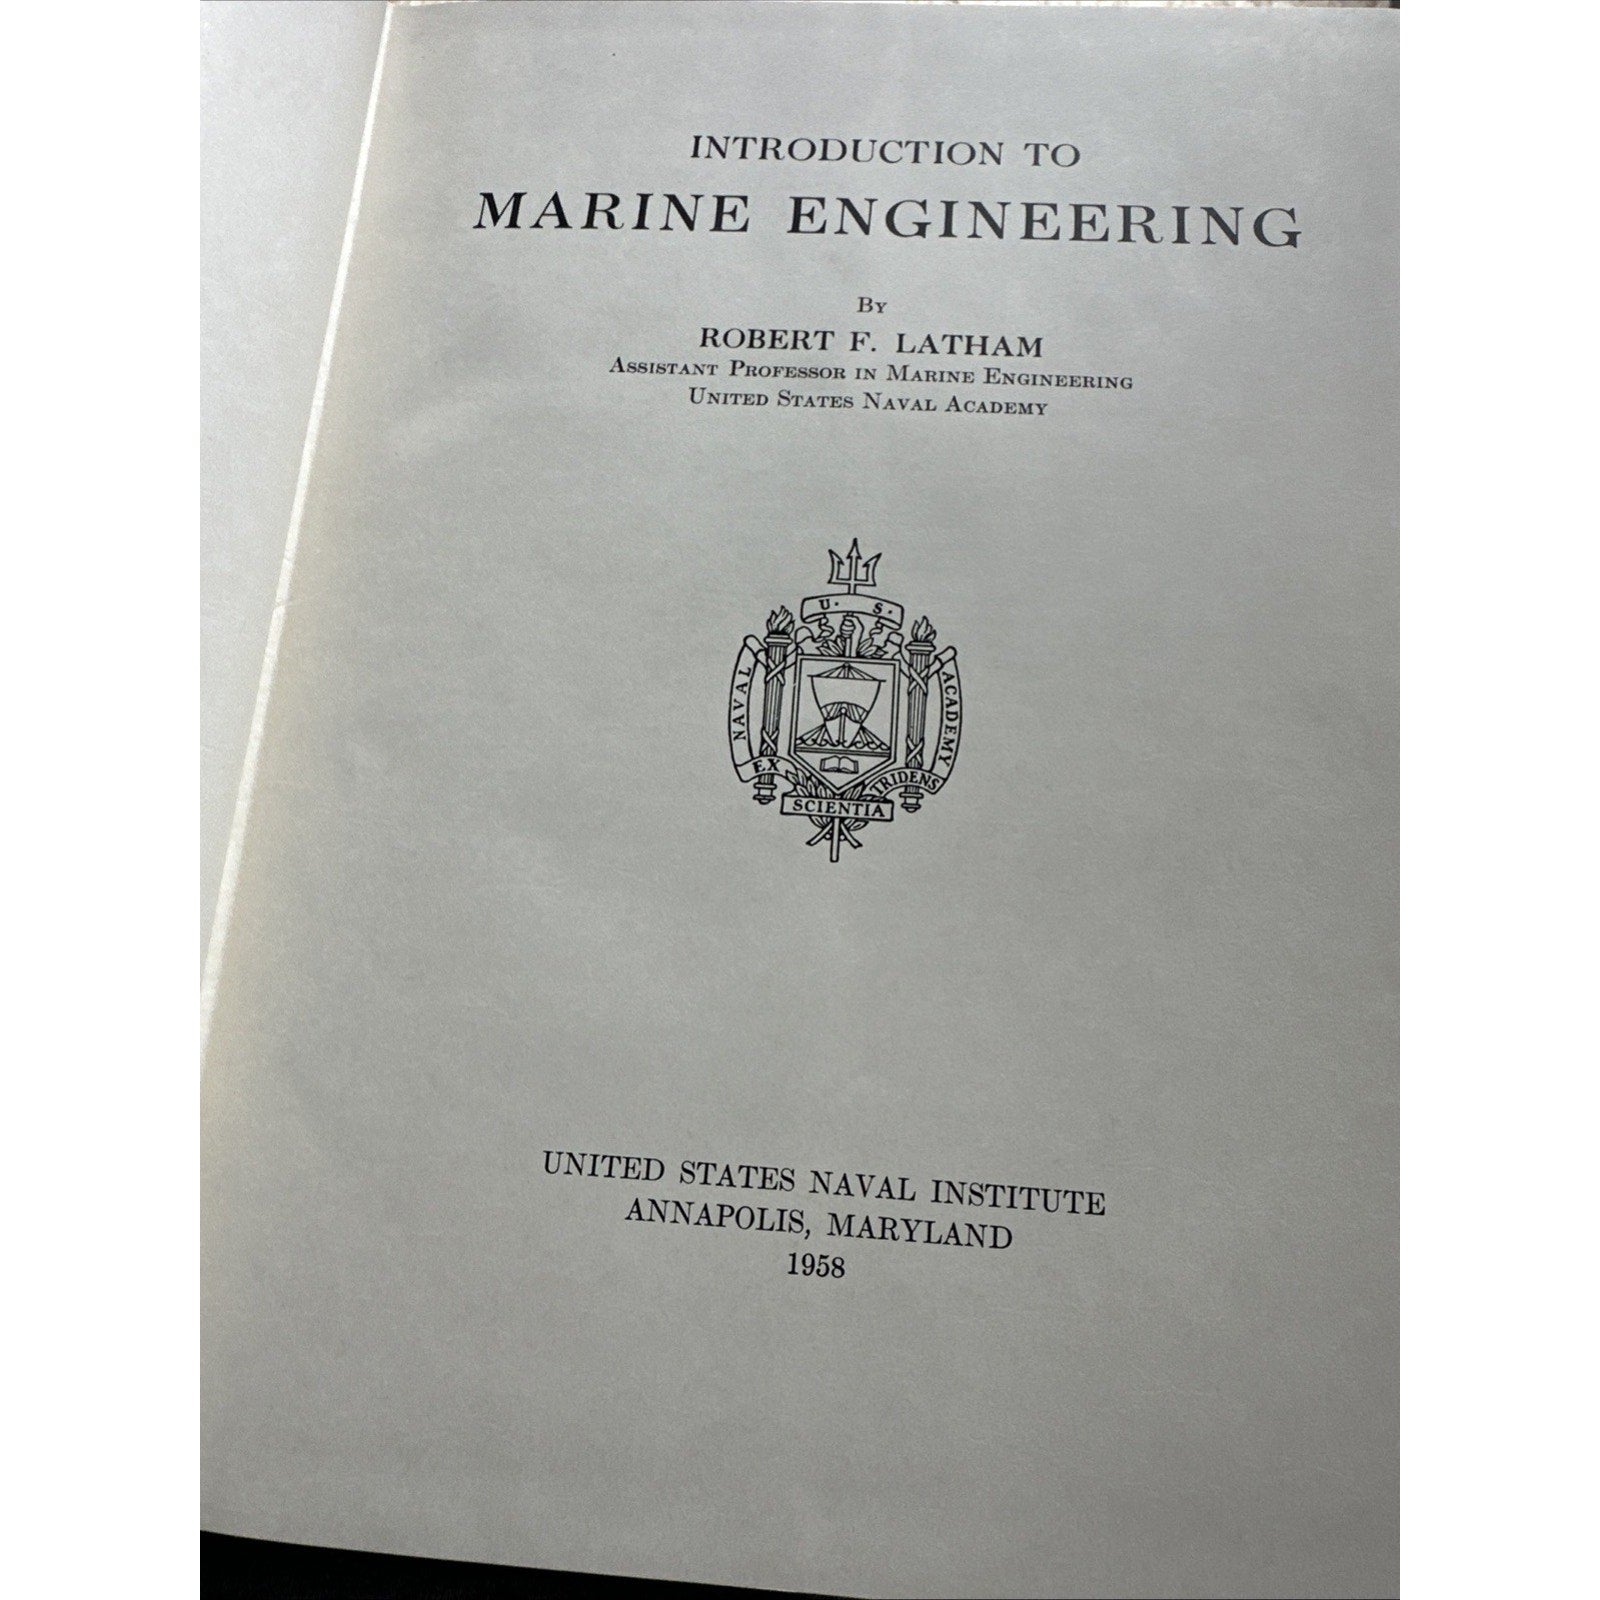 INTRODUCTION TO
MARINE ENGINEERING
By
ROBERT F. LATHAM
Assistant Professor in Marine Engineering
United States Naval Academy
U· S·
NAVAL
ACADEMY
EX
TRIDENS
SCIENTIA
UNITED STATES NAVAL INSTITUTE
ANNAPOLIS, MARYLAND
1958